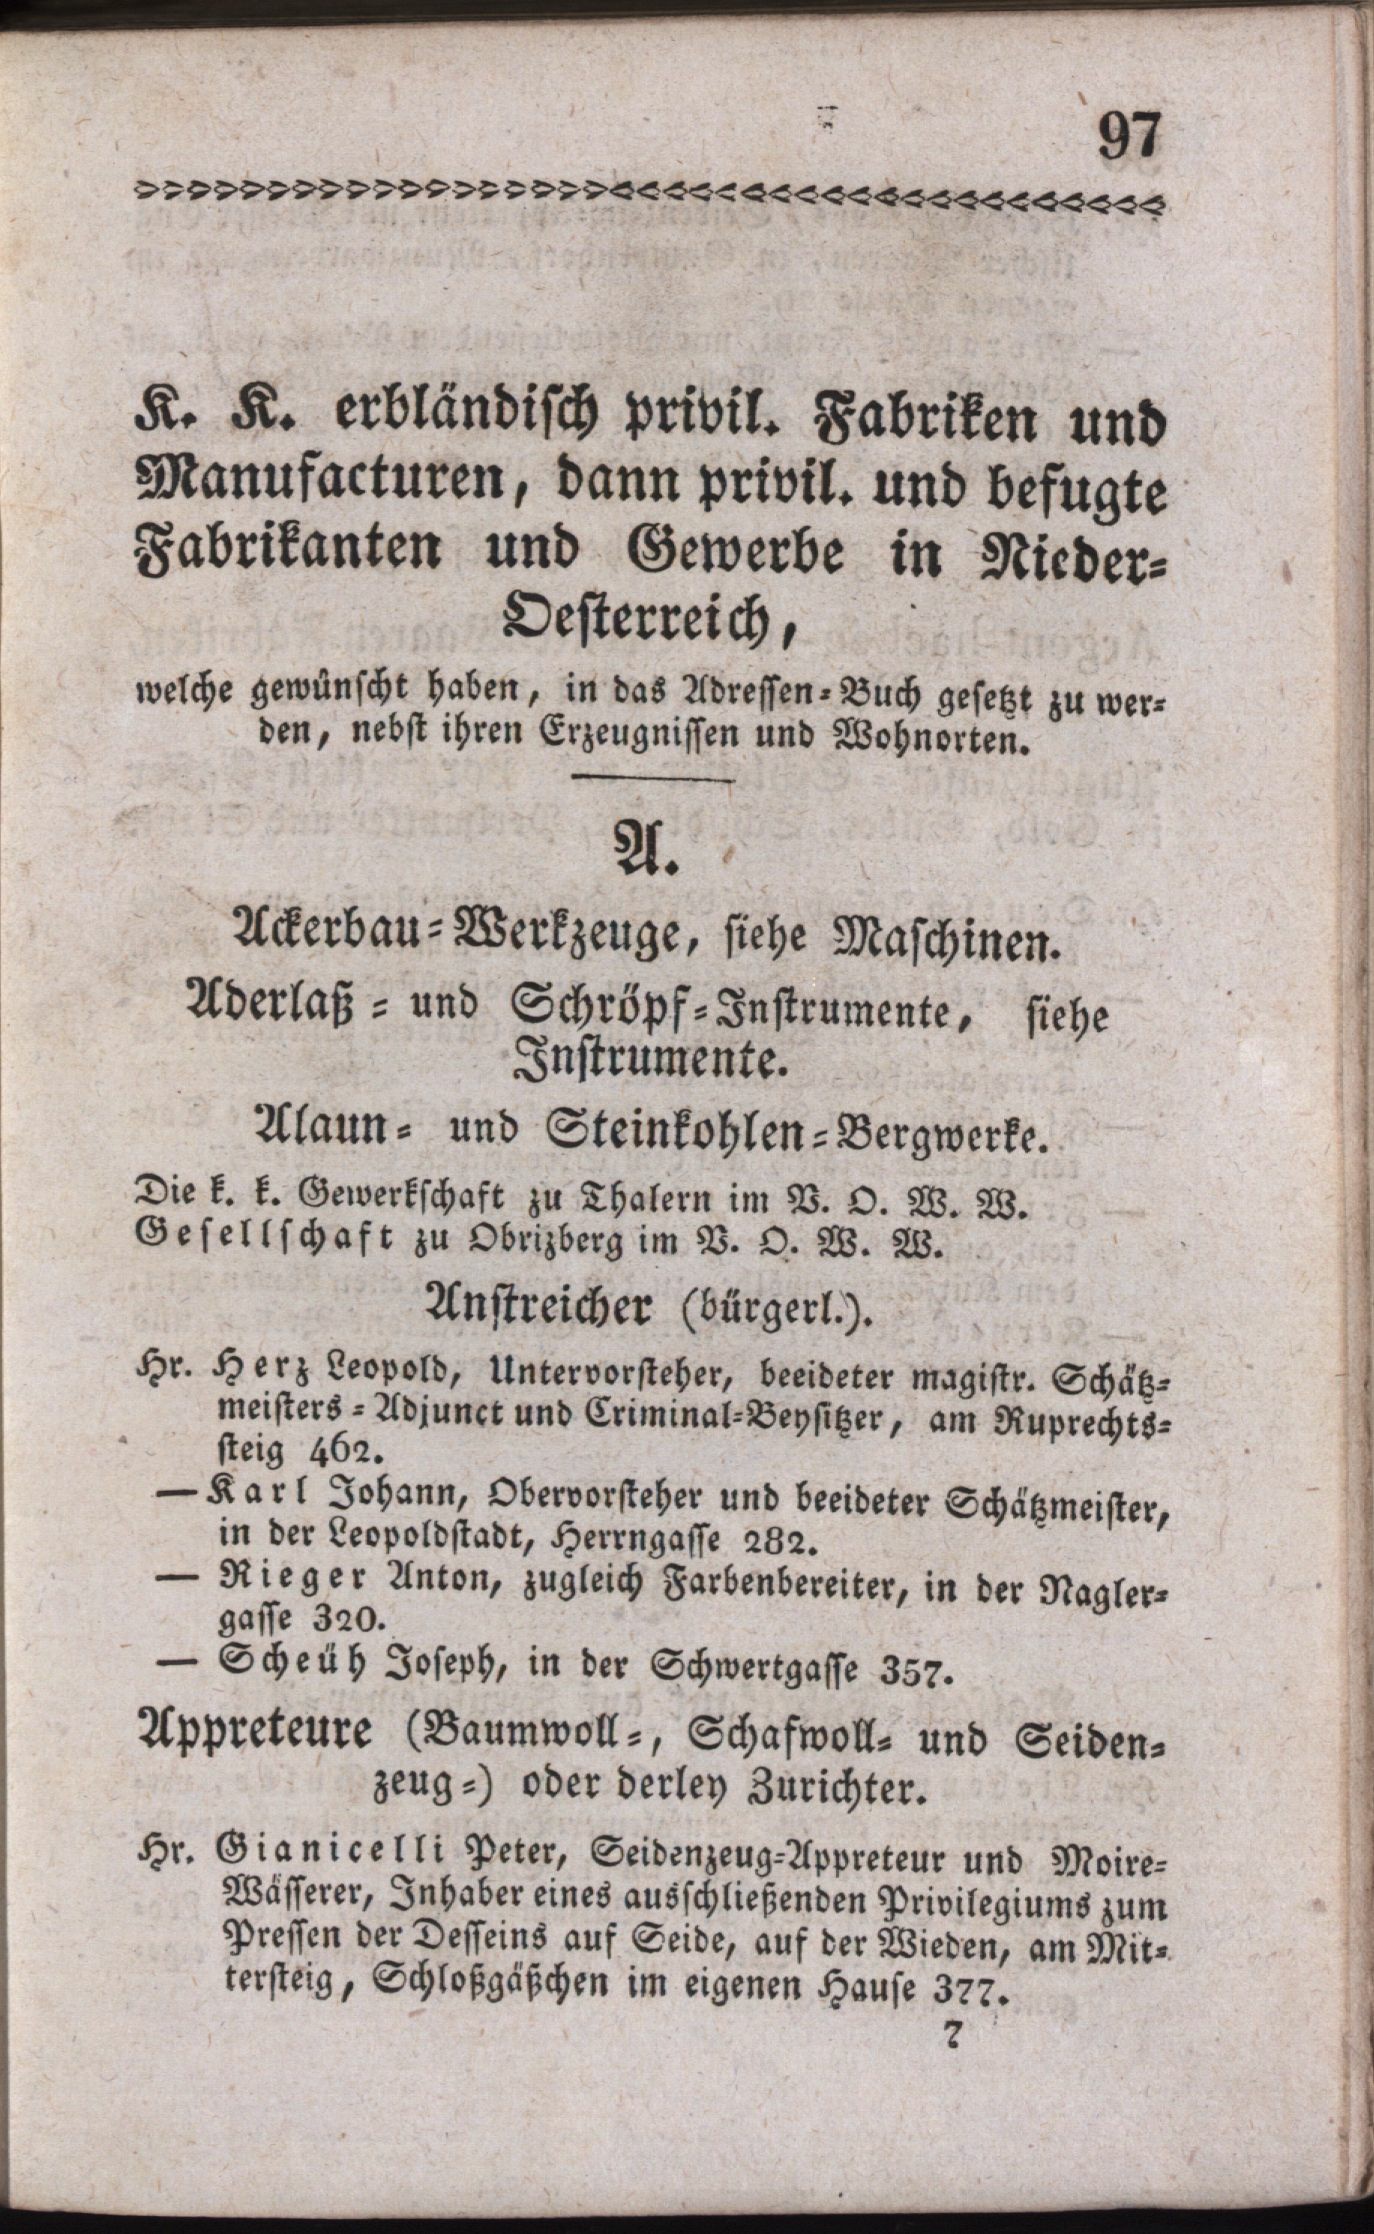 97
K. K. erbländisch privil. Fabriken und
Manufacturen, dann privil. und befugte
Fabrikanten und Gewerbe in Nieder-
Oesterreich,
welche gewünscht haben, in das Adressen-Buch gesetzt zu wer-
den, nebst ihren Erzeugnissen und Wohnorten.
A.
Ackerbau-Werkzeuge, siehe Maschinen.
Aderlaß- und Schröpf-Instrumente, siehe
Instrumente.
Alaun- und Steinkohlen-Bergwerke.
Die k. k. Gewerkschaft zu Thalern im V. O. W. W.
Gesellschaft zu Obrizberg im V. O. W. W.
Anstreicher (bürgerl.).
Hr. Herz Leopold, Untervorsteher, beeideter magistr. Schätz-
meisters-Adjunct und Criminal-Beysitzer, am Ruprechts-
steig 462.
— Karl Johann, Obervorsteher und beeideter Schätzmeister,
in der Leopoldstadt, Herrngasse 282.
— Rieger Anton, zugleich Farbenbereiter, in der Nagler-
gasse 320.
— Scheüh Joseph, in der Schwertgasse 357.
Appreteure (Baumwoll-, Schafwoll- und Seiden-
zeug-) oder derley Zurichter.
Hr. Gianicelli Peter, Seidenzeug-Appreteur und Moire-
Wässerer, Inhaber eines ausschließenden Privilegiums zum
Pressen der Desseins auf Seide, auf der Wieden, am Mit-
tersteig, Schloßgäßchen im eigenen Hause 377.
7